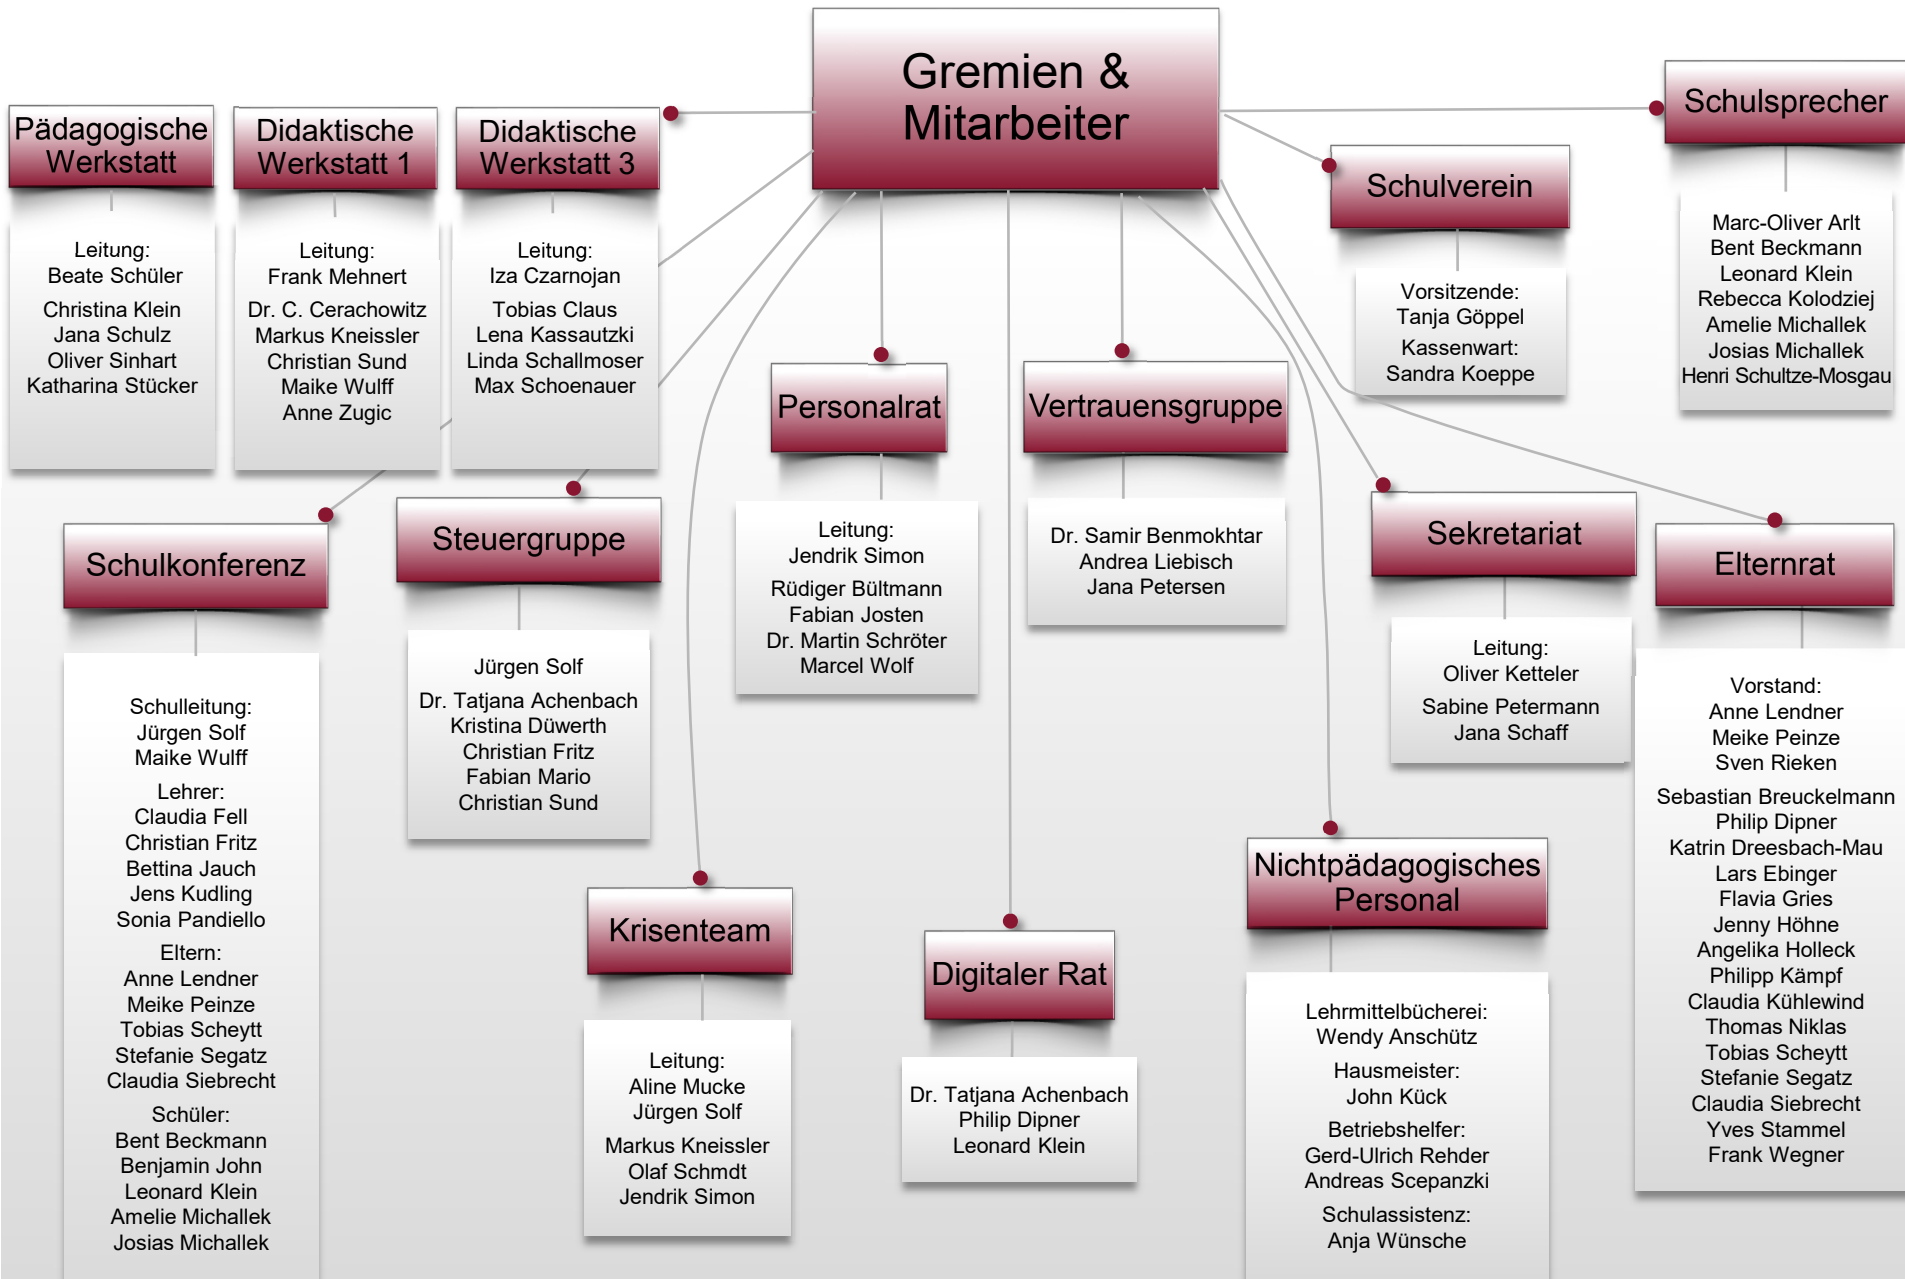 Gremien &
Mitarbeiter
Pädagogische
Werkstatt
Leitung:
Beate Schüler
Christina Klein
Jana Schulz
Oliver Sinhart
Katharina Stücker
Didaktische
Werkstatt 1
Leitung:
Frank Mehnert
Dr. C. Cerachowitz
Markus Kneissler
Christian Sund
Maike Wulff
Anne Zugic
Didaktische
Werkstatt 3
Leitung:
Iza Czarnojan
Tobias Claus
Lena Kassautzki
Linda Schallmoser
Max Schoenauer
Schulverein
Vorsitzende:
Tanja Göppel
Kassenwart:
Sandra Koeppe
Schulsprecher
Marc-Oliver Arlt
Bent Beckmann
Leonard Klein
Rebecca Kolodziej
Amelie Michallek
Josias Michallek
Henri Schultze-Mosgau
Schulkonferenz
Schulleitung:
Jürgen Solf
Maike Wulff
Lehrer:
Claudia Fell
Christian Fritz
Bettina Jauch
Jens Kudling
Sonia Pandiello
Eltern:
Anne Lendner
Meike Peinze
Tobias Scheytt
Stefanie Segatz
Claudia Siebrecht
Schüler:
Bent Beckmann
Benjamin John
Leonard Klein
Amelie Michallek
Josias Michallek
Steuergruppe
Jürgen Solf
Dr. Tatjana Achenbach
Kristina Düwerth
Christian Fritz
Fabian Mario
Christian Sund
Krisenteam
Leitung:
Aline Mucke
Jürgen Solf
Markus Kneissler
Olaf Schmdt
Jendrik Simon
Personalrat
Leitung:
Jendrik Simon
Rüdiger Bültmann
Fabian Josten
Dr. Martin Schröter
Marcel Wolf
Digitaler Rat
Dr. Tatjana Achenbach
Philip Dipner
Leonard Klein
Vertrauensgruppe
Dr. Samir Benmokhtar
Andrea Liebisch
Jana Petersen
Nichtpädagogisches
Personal
Lehrmittelbücherei:
Wendy Anschütz
Hausmeister:
John Kück
Betriebshelfer:
Gerd-Ulrich Rehder
Andreas Scepanzki
Schulassistenz:
Anja Wünsche
Sekretariat
Leitung:
Oliver Ketteler
Sabine Petermann
Jana Schaff
Elternrat
Vorstand:
Anne Lendner
Meike Peinze
Sven Rieken
Sebastian Breuckelmann
Philip Dipner
Katrin Dreesbach-Mau
Lars Ebinger
Flavia Gries
Jenny Höhne
Angelika Holleck
Philipp Kämpf
Claudia Kühlewind
Thomas Niklas
Tobias Scheytt
Stefanie Segatz
Claudia Siebrecht
Yves Stammel
Frank Wegner